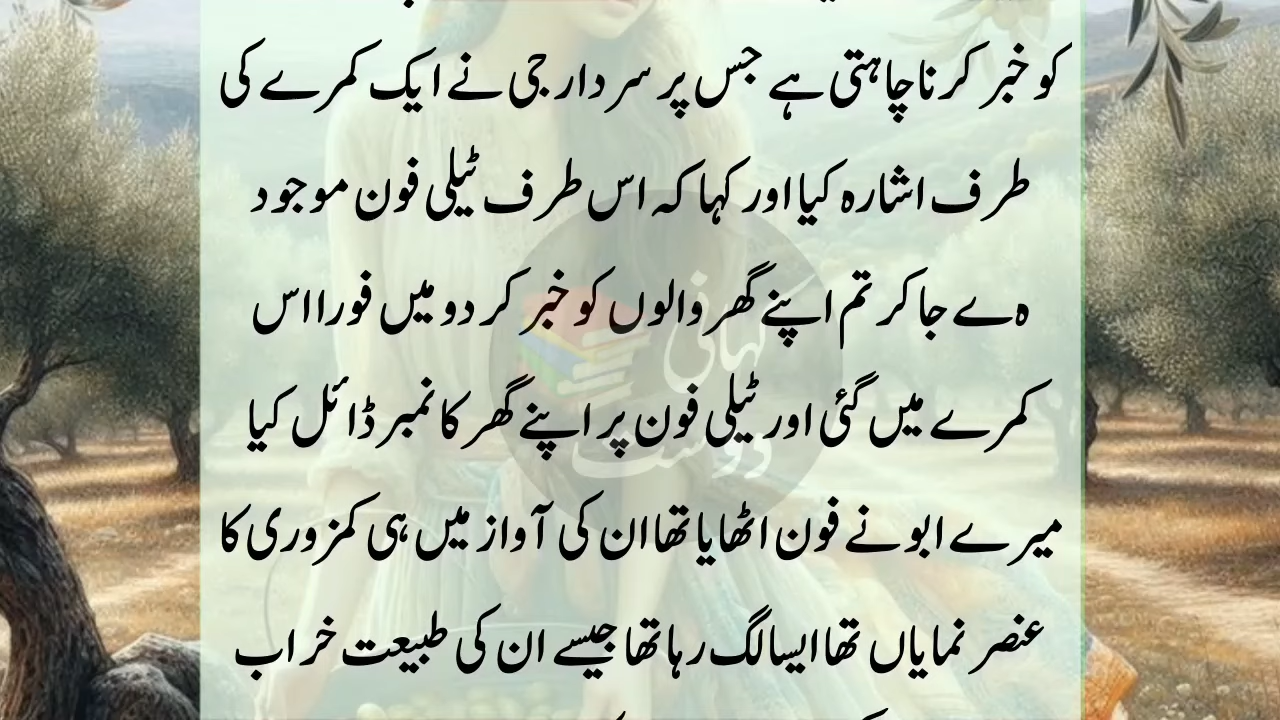 کو خبر کرنا چاہتی ہے جس پر سردار جی نے ایک کمرے کی
طرف اشارہ کیا اور کہا کہ اس طرف ٹیلی فون موجود
ہے جا کر تم اپنے گھر والوں کو خبر کر دو میں فورا اس
کمرے میں گئی اور ٹیلی فون پر اپنے گھر کا نمبر ڈائل کیا
میرے ابو نے فون اٹھایا تھا ان کی آواز میں ہی کمزوری کا
عنصر نمایاں تھا ایسا لگ رہا تھا جیسے ان کی طبیعت خراب
کہانی
دوست